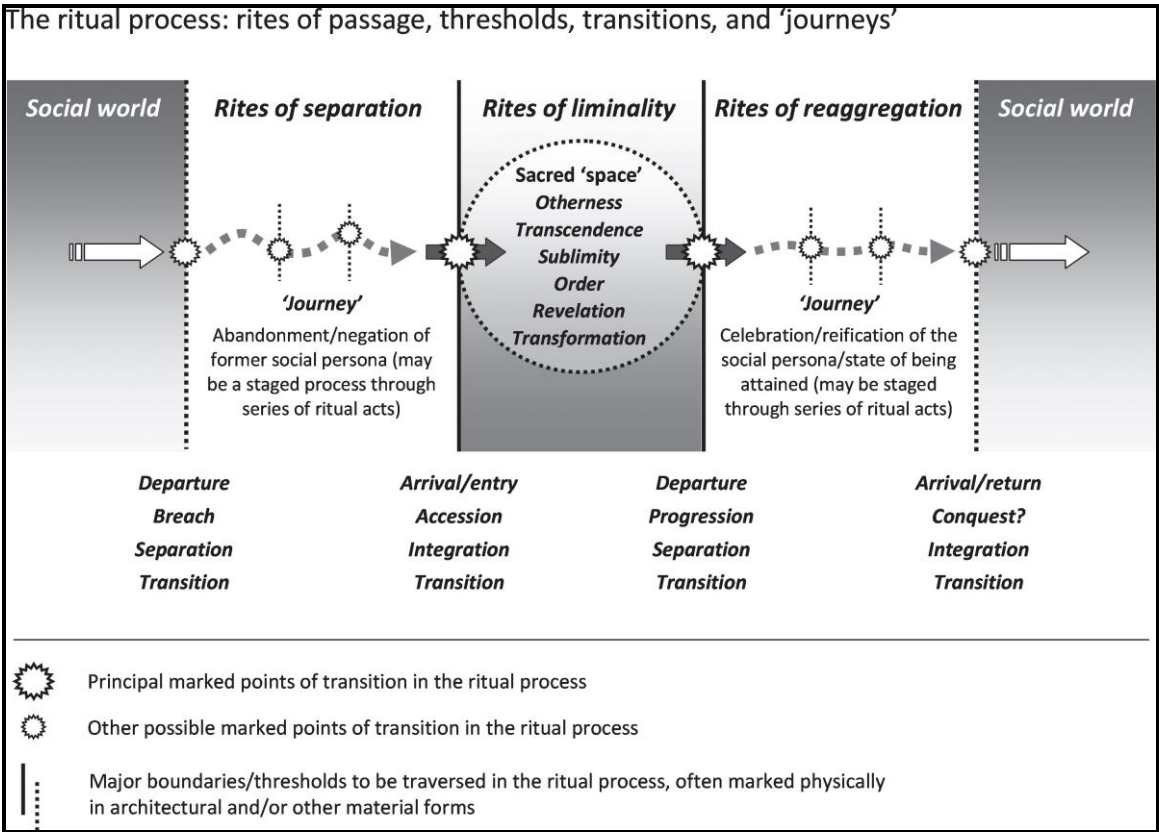 The ritual process: rites of passage, thresholds, transitions, and ‘journeys’
Social world
Rites of separation
Rites of liminality
Rites of reaggregation
Social world
Sacred ‘space’
Otherness
Transcendence
Sublimity
Order
Revelation
Transformation
‘Journey’
Abandonment/negation of
former social persona (may
be a staged process through
series of ritual acts)
‘Journey’
Celebration/reification of the
social persona/state of being
attained (may be staged
through series of ritual acts)
Departure
Breach
Separation
Transition
Arrival/entry
Accession
Integration
Transition
Departure
Progression
Separation
Transition
Arrival/return
Conquest?
Integration
Transition
Principal marked points of transition in the ritual process
Other possible marked points of transition in the ritual process
Major boundaries/thresholds to be traversed in the ritual process, often marked physically
in architectural and/or other material forms